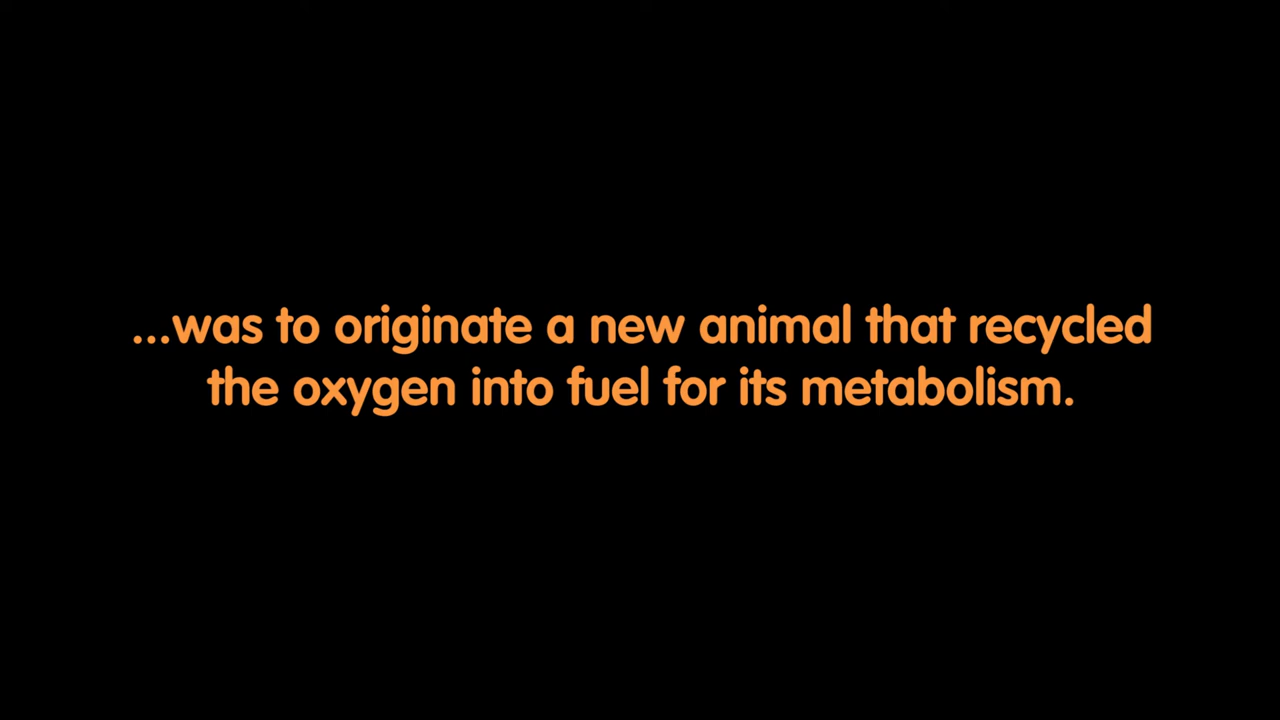 ...was to originate a new animal that recycled
the oxygen into fuel for its metabolism.